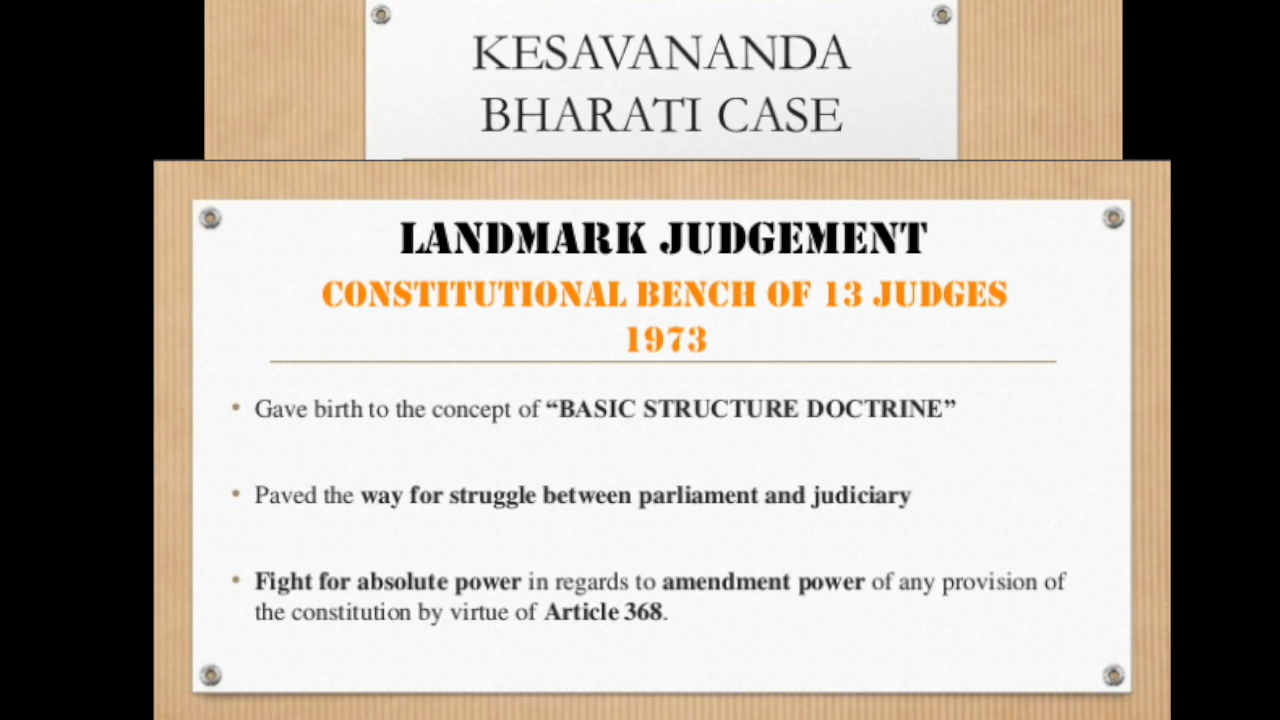 KESAVANANDA
BHARATI CASE
LANDMARK JUDGEMENT
CONSTITUTIONAL BENCH OF 13 JUDGES
1973
• Gave birth to the concept of “BASIC STRUCTURE DOCTRINE”
• Paved the way for struggle between parliament and judiciary
• Fight for absolute power in regards to amendment power of any provision of
the constitution by virtue of Article 368.